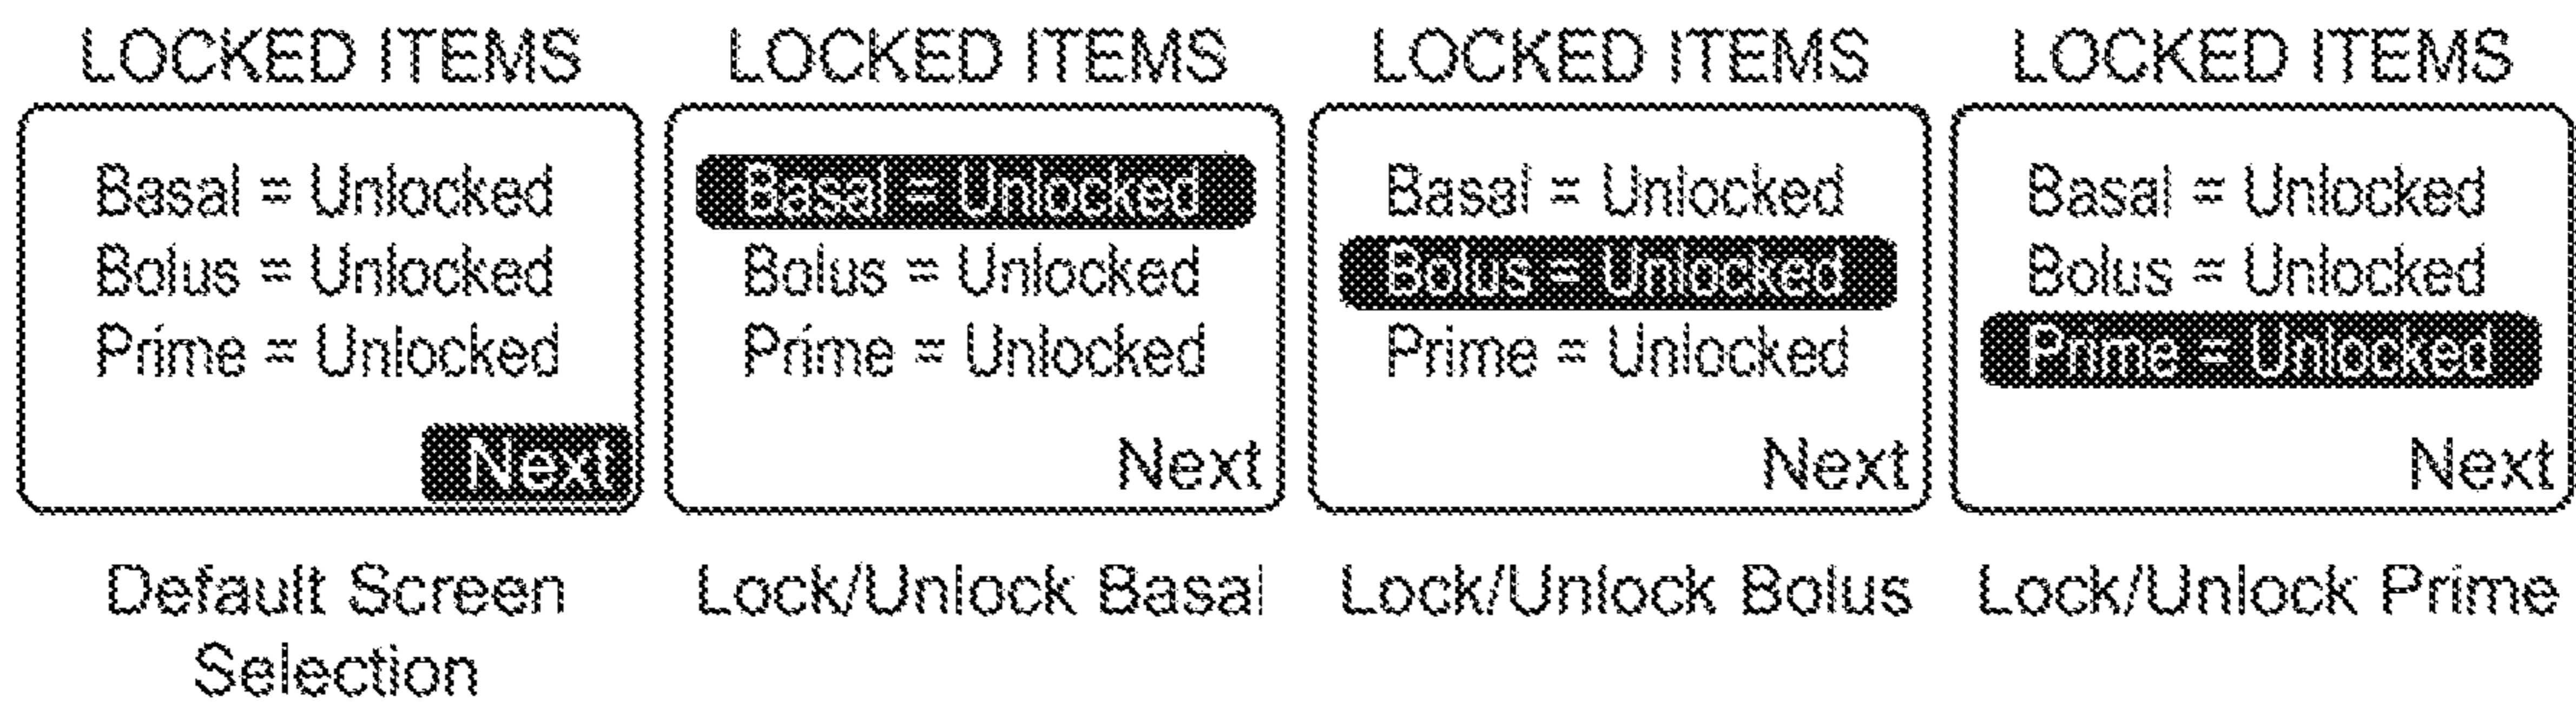 LOCKED ITEMS
Basal = Unlocked
Bolus = Unlocked
Prime = Unlocked
Next
Default Screen
Selection
LOCKED ITEMS
Basal = Unlocked
Bolus = Unlocked
Prime = Unlocked
Next
Lock/Unlock Basal
LOCKED ITEMS
Basal = Unlocked
Bolus = Unlocked
Prime = Unlocked
Next
Lock/Unlock Bolus
LOCKED ITEMS
Basal = Unlocked
Bolus = Unlocked
Prime = Unlocked
Next
Lock/Unlock Prime